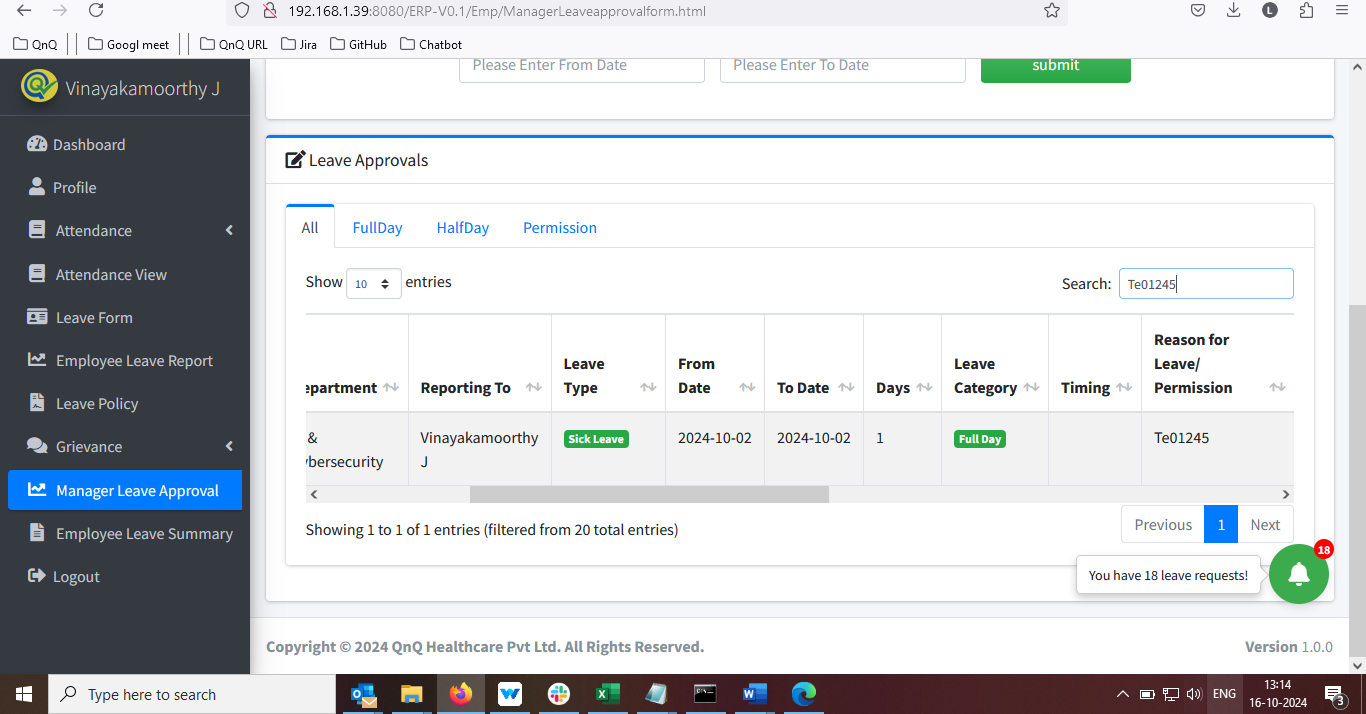 192.168.1.39:8080/ERP-V0.1/Emp/ManagerLeaveapprovalform.html
L
QnQ
Googl meet
QnQ URL
Jira
GitHub
Chatbot
Vinayakamoorthy J
Please Enter From Date
Please Enter To Date
submit
Dashboard
Profile
Attendance
Attendance View
Leave Form
Employee Leave Report
Leave Policy
Grievance
Manager Leave Approval
Employee Leave Summary
Logout
Leave Approvals
All
FullDay
HalfDay
Permission
Show 10 entries
Search: Te01245
epartment
Reporting To
Leave
Type
From
Date
To Date
Days
Leave
Category
Timing
Reason for
Leave/
Permission
&
ybersecurity
Vinayakamoorthy
J
Sick Leave
2024-10-02
2024-10-02
1
Full Day
Te01245
Showing 1 to 1 of 1 entries (filtered from 20 total entries)
Previous
1
Next
18
You have 18 leave requests!
Copyright © 2024 QnQ Healthcare Pvt Ltd. All Rights Reserved.
Version 1.0.0
Type here to search
ENG
13:14
16-10-2024
3